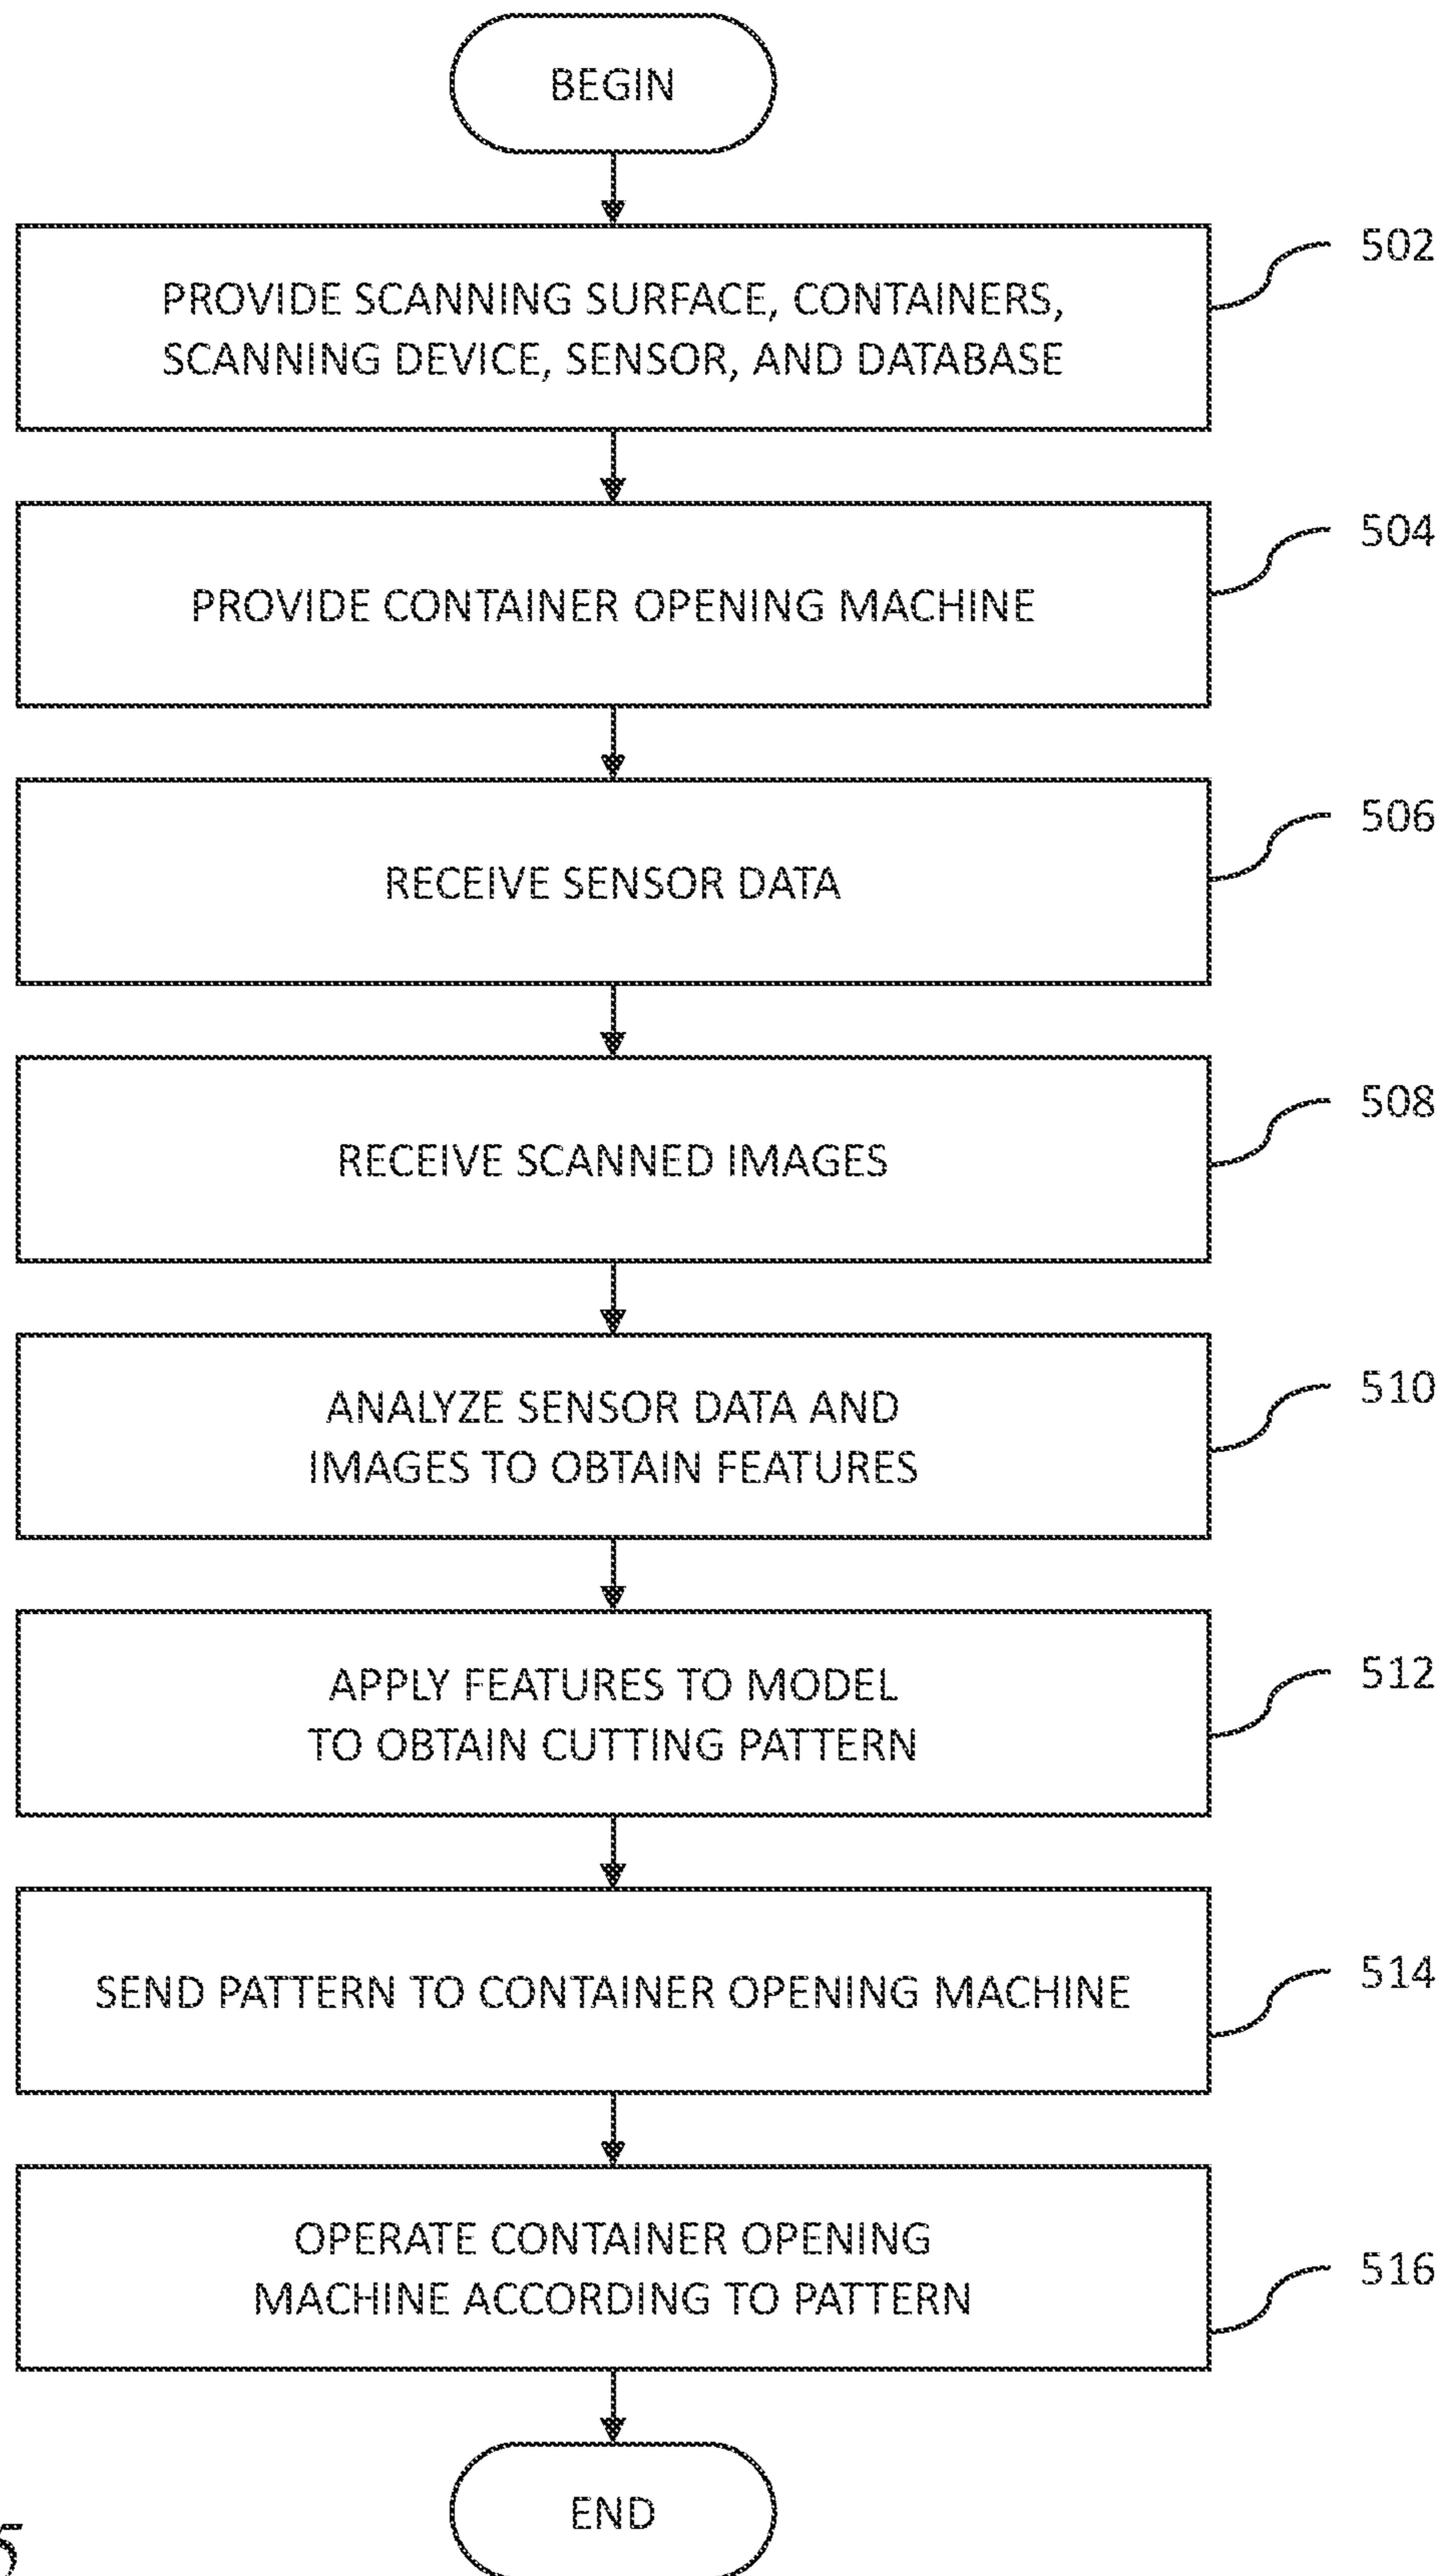 BEGIN
PROVIDE SCANNING SURFACE, CONTAINERS,
SCANNING DEVICE, SENSOR, AND DATABASE
502
PROVIDE CONTAINER OPENING MACHINE
504
RECEIVE SENSOR DATA
506
RECEIVE SCANNED IMAGES
508
ANALYZE SENSOR DATA AND
IMAGES TO OBTAIN FEATURES
510
APPLY FEATURES TO MODEL
TO OBTAIN CUTTING PATTERN
512
SEND PATTERN TO CONTAINER OPENING MACHINE
514
OPERATE CONTAINER OPENING
MACHINE ACCORDING TO PATTERN
516
END
5